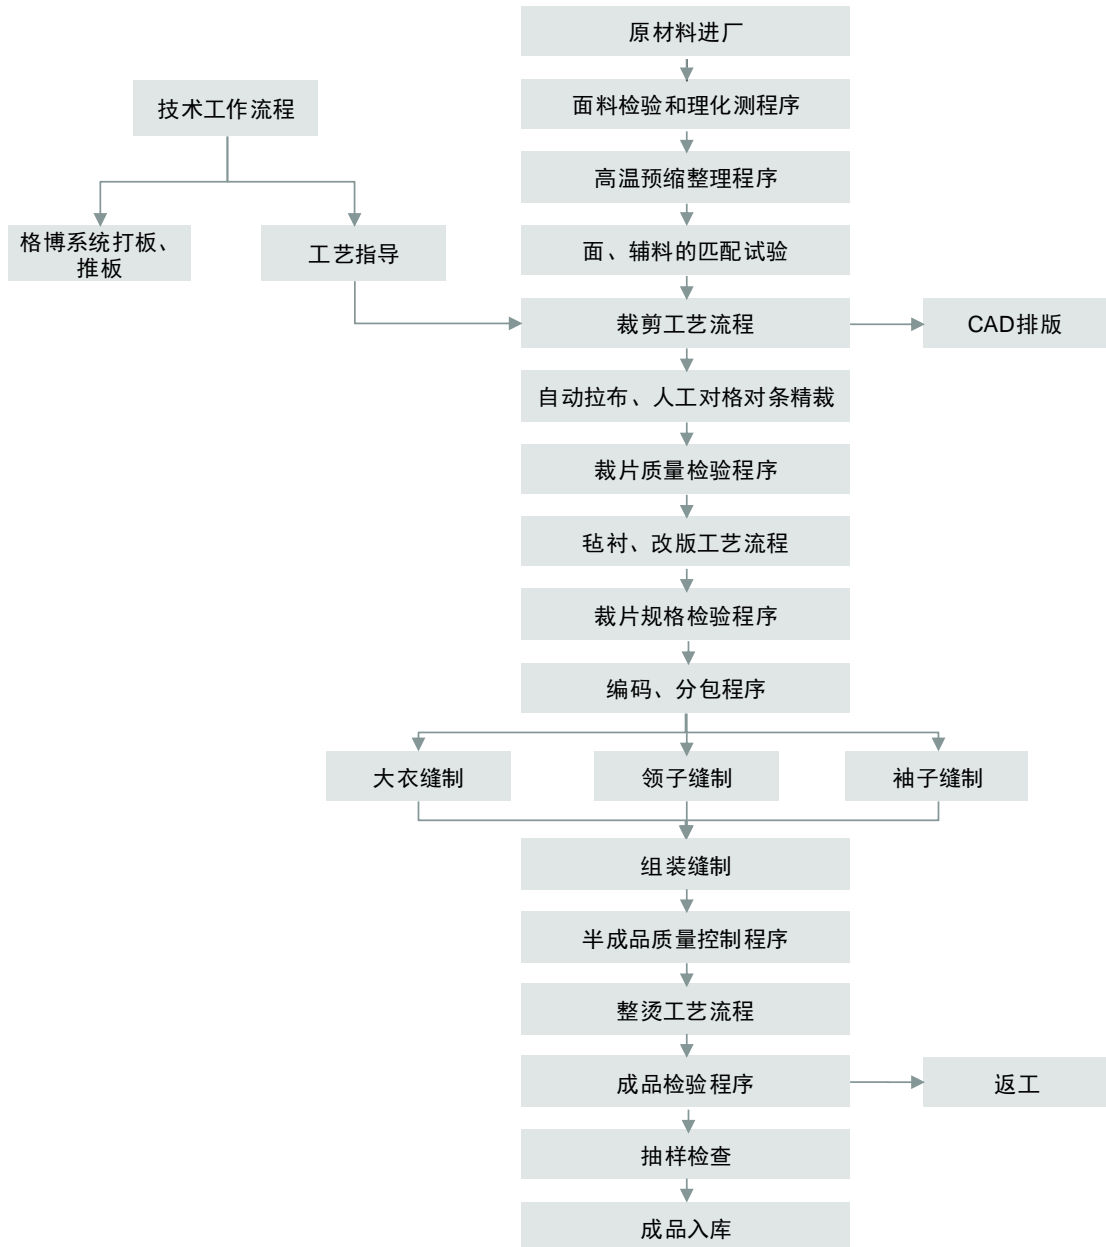 原材料进厂
技术工作流程
面料检验和理化测程序
高温预缩整理程序
格博系统打板、
推板
工艺指导
面、辅料的匹配试验
裁剪工艺流程
CAD排版
自动拉布、人工对格对条精裁
裁片质量检验程序
毡衬、改版工艺流程
裁片规格检验程序
编码、分包程序
大衣缝制
领子缝制
袖子缝制
组装缝制
半成品质量控制程序
整烫工艺流程
成品检验程序
返工
抽样检查
成品入库